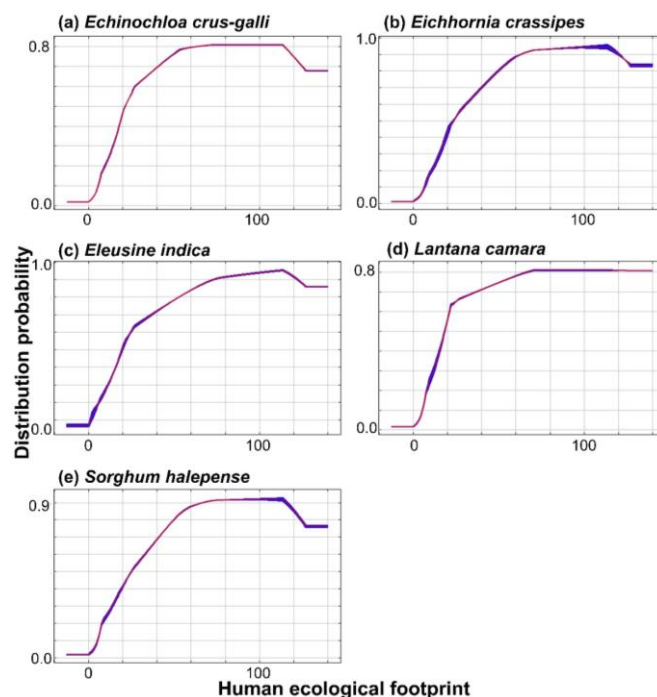 (a) Echinochloa crus-galli
0.8
0.0
0
100
(b) Eichhornia crassipes
1.0
0.0
0
100
(c) Eleusine indica
1.0
0.0
0
100
(d) Lantana camara
0.8
0.0
0
100
(e) Sorghum halepense
0.9
0.0
0
100
Distribution probability
Human ecological footprint